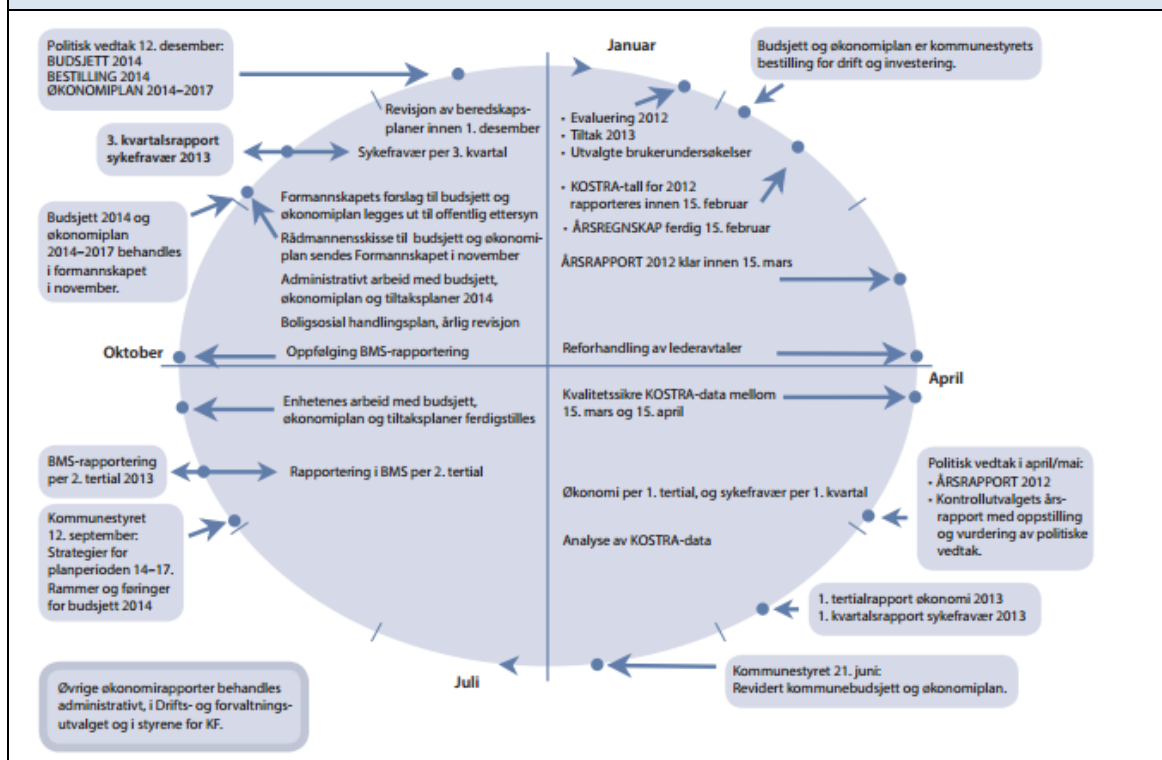 Januar
Politisk vedtak 12. desember:
BUDSJETT 2014
BESTILLING 2014
ØKONOMIPLAN 2014–2017
Revisjon av beredskaps-
planer innen 1. desember
3. kvartalsrapport
sykefravær 2013
Sykefravær per 3. kvartal
Budsjett 2014 og
økonomiplan
2014–2017 behandles
i formannskapet
i november.
Formannskapets forslag til budsjett og
økonomiplan legges ut til offentlig ettersyn
Rådmannensskisse til budsjett og økonomi-
plan sendes Formannskapet i november
Administrativt arbeid med budsjett,
økonomiplan og tiltaksplaner 2014
Boligsosial handlingsplan, årlig revisjon
Oktober
Oppfølging BMS-rapportering
Budsjett og økonomiplan er kommunestyrets
bestilling for drift og investering.
• Evaluering 2012
• Tiltak 2013
• Utvalgte brukerundersøkelser
• KOSTRA-tall for 2012
rapporteres innen 15. februar
• ÅRSREGNSKAP ferdig 15. februar
ÅRSRAPPORT 2012 klar innen 15. mars
Reforhandling av lederavtaler
April
Enhetenes arbeid med budsjett,
økonomiplan og tiltaksplaner ferdigstilles
BMS-rapportering
per 2. tertial 2013
Rapportering i BMS per 2. tertial
Kommunestyret
12. september:
Strategier for
planperioden 14–17.
Rammer og føringer
for budsjett 2014
Kvalitetssikre KOSTRA-data mellom
15. mars og 15. april
Økonomi per 1. tertial, og sykefravær per 1. kvartal
Analyse av KOSTRA-data
Politisk vedtak i april/mai:
• ÅRSRAPPORT 2012
• Kontrollutvalgets års-
rapport med oppstilling
og vurdering av politiske
vedtak.
1. tertialrapport økonomi 2013
1. kvartalsrapport sykefravær 2013
Juli
Kommunestyret 21. juni:
Revidert kommunebudsjett og økonomiplan.
Øvrige økonomirapporter behandles
administrativt, i Drifts- og forvaltnings-
utvalget og i styrene for KF.